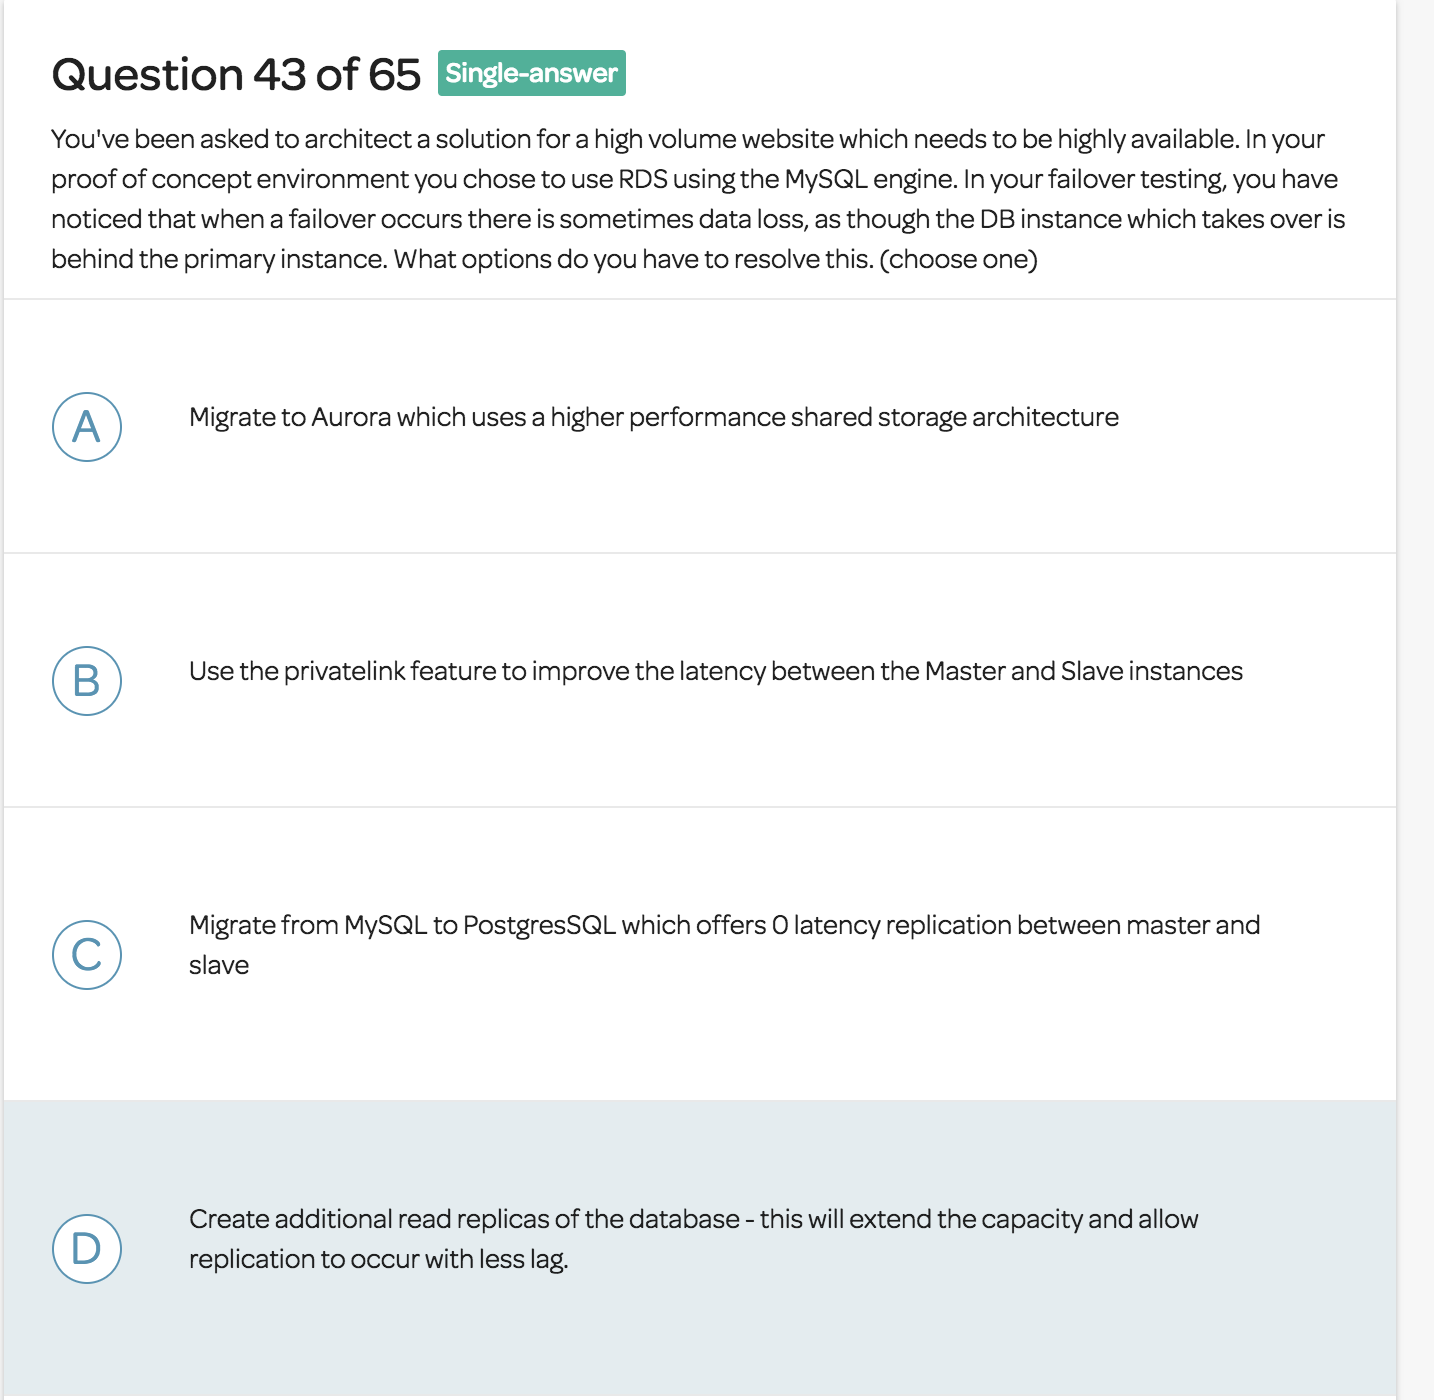 Question 43 of 65 Single-answer
You've been asked to architect a solution for a high volume website which needs to be highly available. In your
proof of concept environment you chose to use RDS using the MySQL engine. In your failover testing, you have
noticed that when a failover occurs there is sometimes data loss, as though the DB instance which takes over is
behind the primary instance. What options do you have to resolve this. (choose one)
A Migrate to Aurora which uses a higher performance shared storage architecture
B Use the privatelink feature to improve the latency between the Master and Slave instances
C Migrate from MySQL to PostgresSQL which offers 0 latency replication between master and
slave
D Create additional read replicas of the database - this will extend the capacity and allow
replication to occur with less lag.